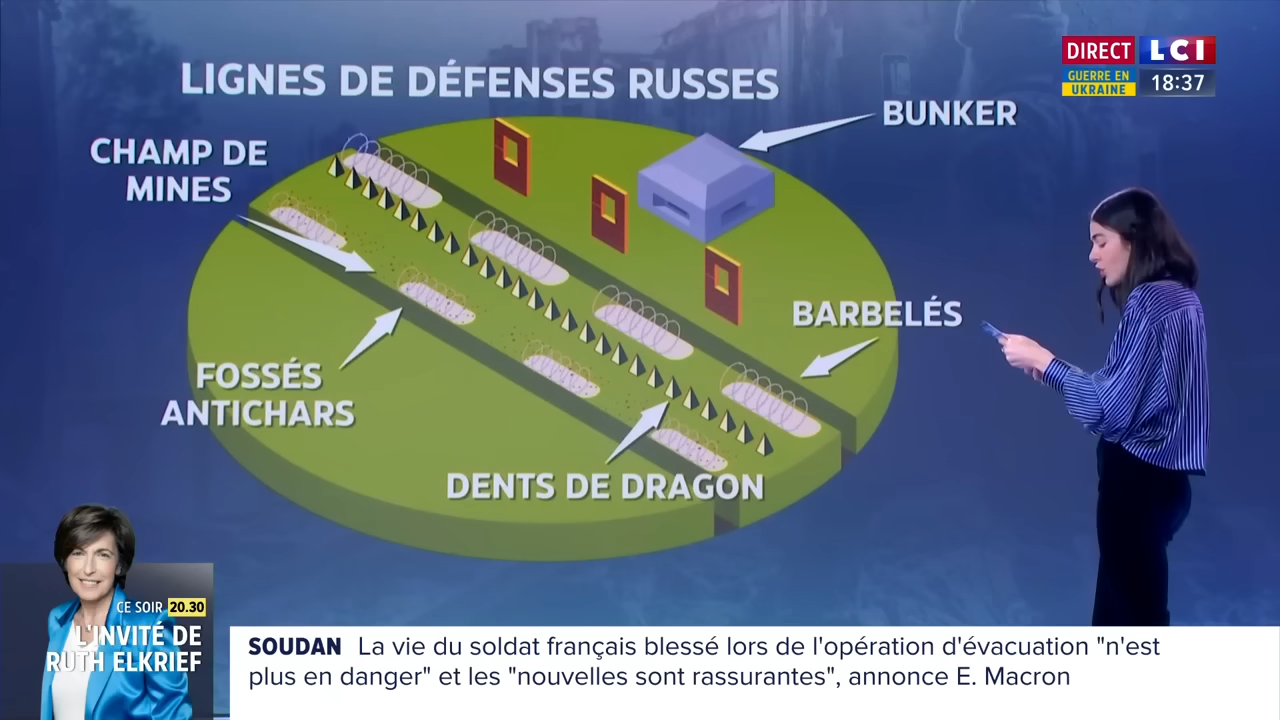 LIGNES DE DÉFENSES RUSSES
DIRECT LCI
GUERRE EN
UKRAINE
18:37
BUNKER
CHAMP DE
MINES
BARBELÉS
FOSSÉS
ANTICHARS
DENTS DE DRAGON
CE SOIR 20.30
L'INVITÉ DE
RUTH ELKRIEF
SOUDAN La vie du soldat français blessé lors de l'opération d'évacuation "n'est
plus en danger" et les "nouvelles sont rassurantes", annonce E. Macron